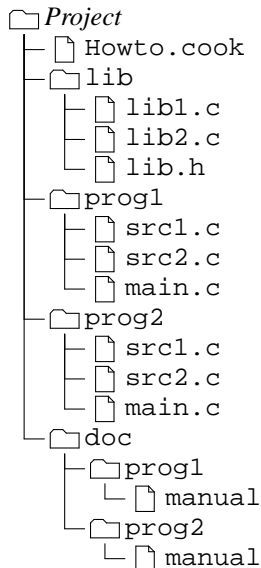 Project
Howto.cook
lib
lib1.c
lib2.c
lib.h
prog1
src1.c
src2.c
main.c
prog2
src1.c
src2.c
main.c
doc
prog1
manual
prog2
manual